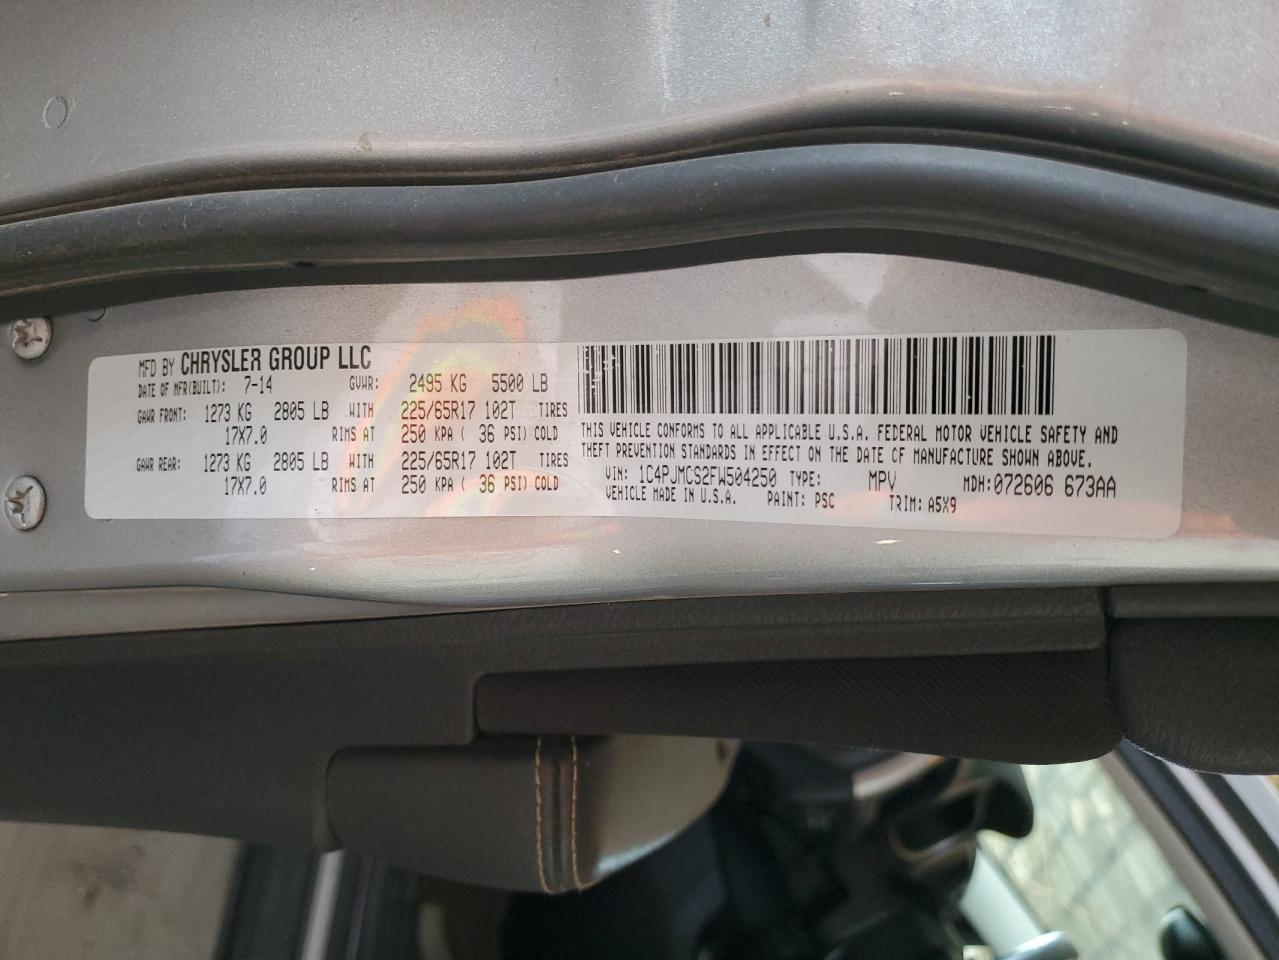 MFD BY CHRYSLER GROUP LLC
DATE OF MFR(BUILT): 7-14 GVWR: 2495 KG 5500 LB
GAWR FRONT: 1273 KG 2805 LB WITH 225/65R17 102T TIRES
17X7.0 RIMS AT 250 KPA ( 36 PSI) COLD
GAWR REAR: 1273 KG 2805 LB WITH 225/65R17 102T TIRES
17X7.0 RIMS AT 250 KPA ( 36 PSI) COLD
THIS VEHICLE CONFORMS TO ALL APPLICABLE U.S.A. FEDERAL MOTOR VEHICLE SAFETY AND
THEFT PREVENTION STANDARDS IN EFFECT ON THE DATE OF MANUFACTURE SHOWN ABOVE.
VIN: 1C4PJMCS2FW504250 TYPE: MPV MDH:072606 673AA
VEHICLE MADE IN U.S.A. PAINT: PSC TRIM: A5X9